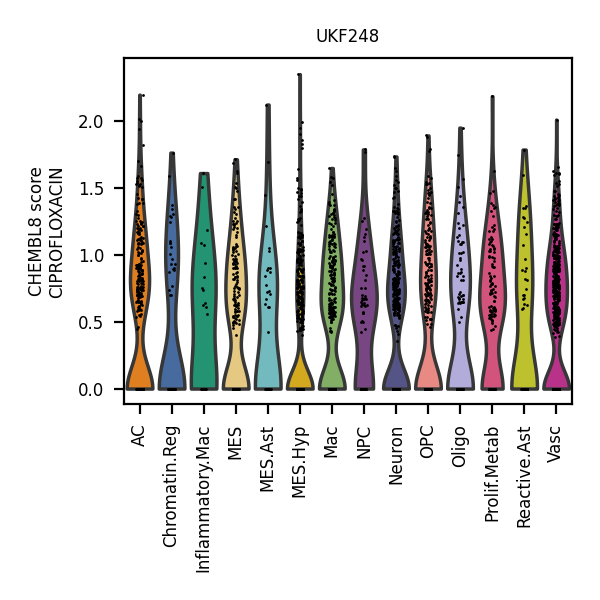 UKF248
CHEMBL8 score
CIPROFLOXACIN
2.0
1.5
1.0
0.5
0.0
AC
Chromatin.Reg
Inflammatory.Mac
MES
MES.Ast
MES.Hyp
Mac
NPC
Neuron
OPC
Oligo
Prolif.Metab
Reactive.Ast
Vasc